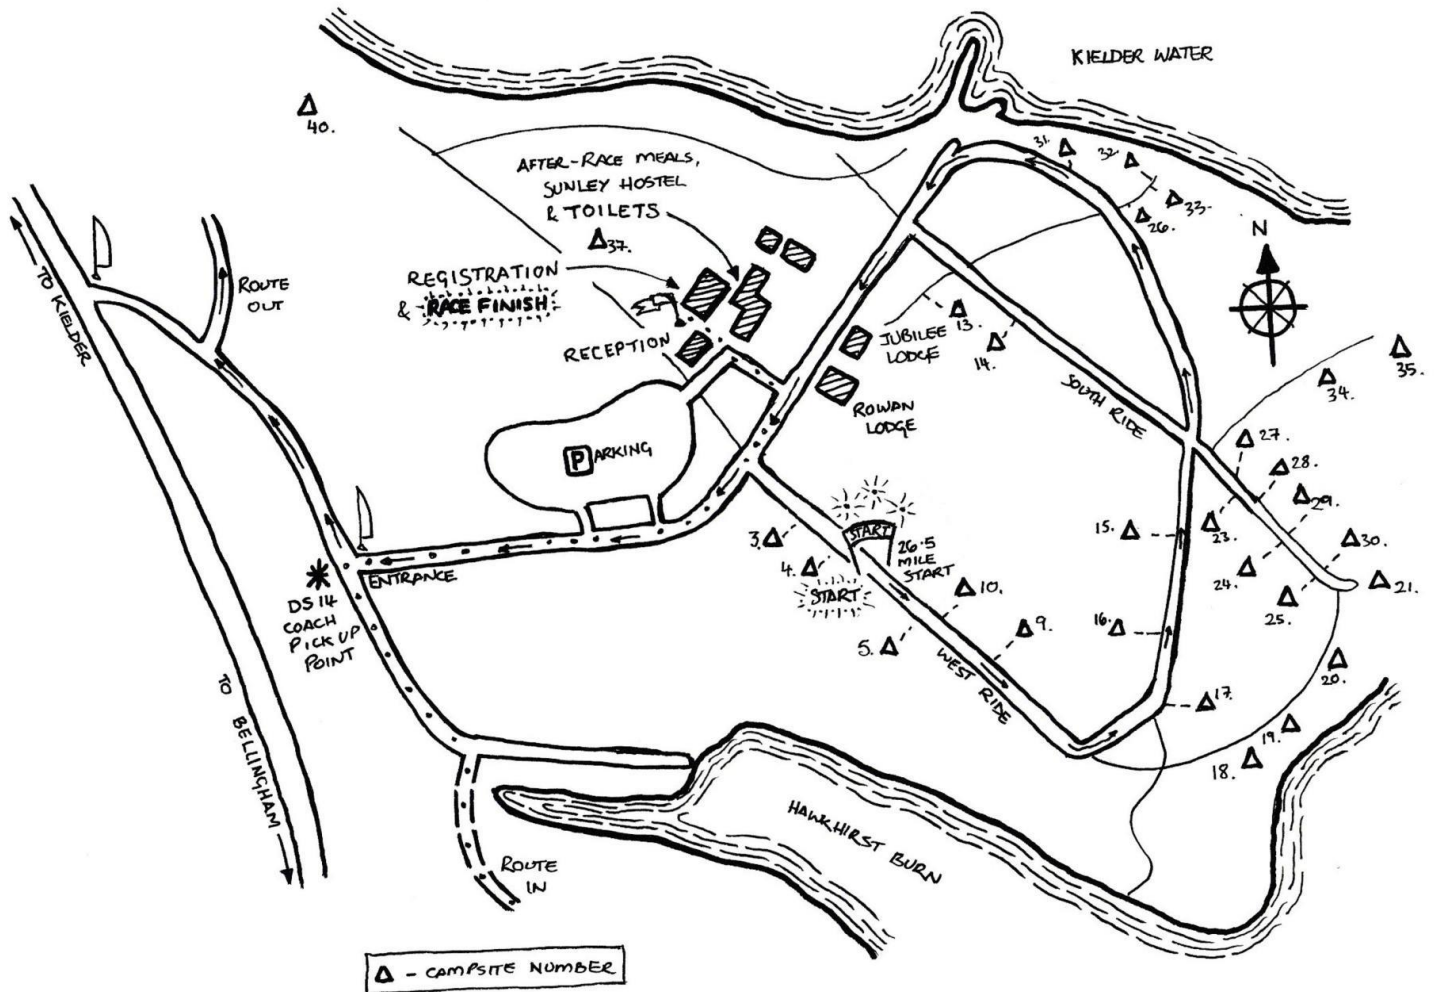 KIELDER WATER
40.
AFTER-RACE MEALS,
SUNLEY HOSTEL
& TOILETS
37.
31.
32.
33.
26.
N
TO KIELDER
ROUTE
OUT
REGISTRATION
& RACE FINISH
RECEPTION
JUBILEE
LODGE
13.
14.
ROWAN
LODGE
SOUTH RIDE
35.
34.
27.
28.
29.
30.
21.
P ARKING
START
26.5
MILE
START
START
3.
4.
5.
10.
9.
15.
16.
17.
23.
24.
25.
20.
19.
18.
ENTRANCE
DS14
COACH
PICK UP
POINT
WEST RIDE
TO BELLINGHAM
ROUTE
IN
HAWKHIRST BURN
- CAMPSITE NUMBER